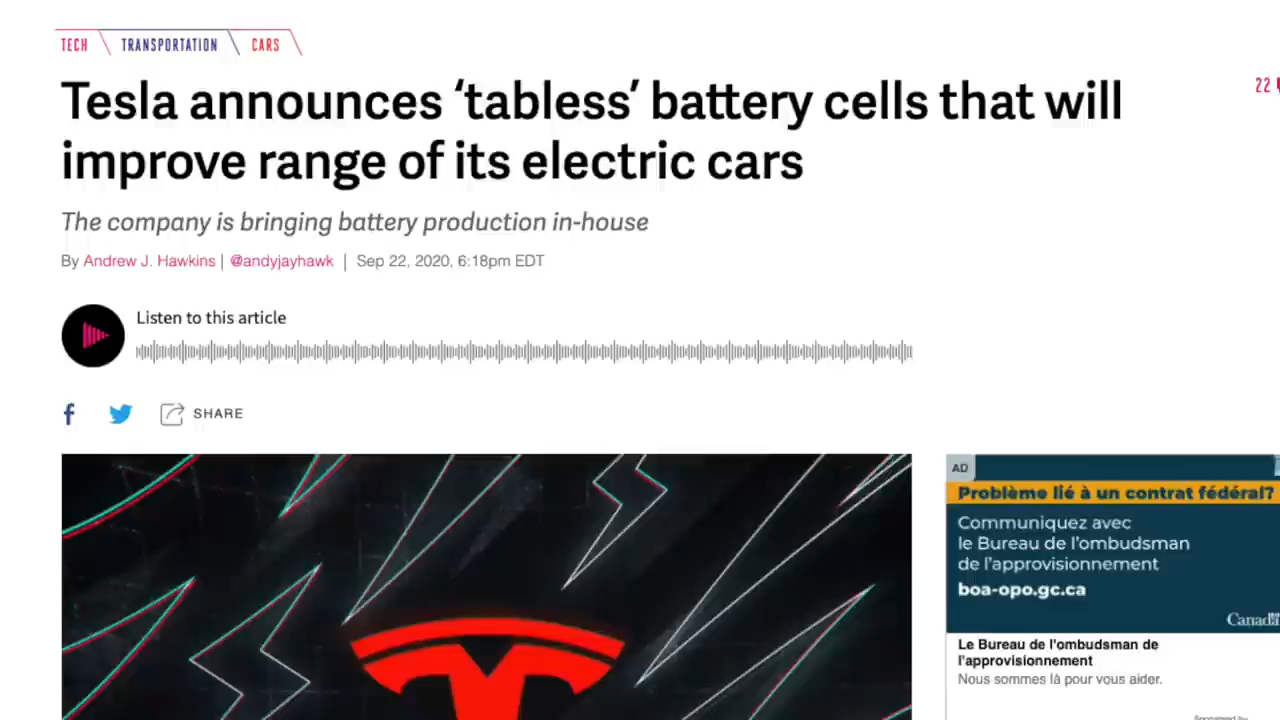 TECH TRANSPORTATION CARS
Tesla announces ‘tabless’ battery cells that will
improve range of its electric cars
22
The company is bringing battery production in-house
By Andrew J. Hawkins | @andyjayhawk | Sep 22, 2020, 6:18pm EDT
Listen to this article
SHARE
AD
Problème lié à un contrat fédéral?
Communiquez avec
le Bureau de l'ombudsman
de l'approvisionnement
boa-opo.gc.ca
Canada
Le Bureau de l'ombudsman de
l'approvisionnement
Nous sommes là pour vous aider.